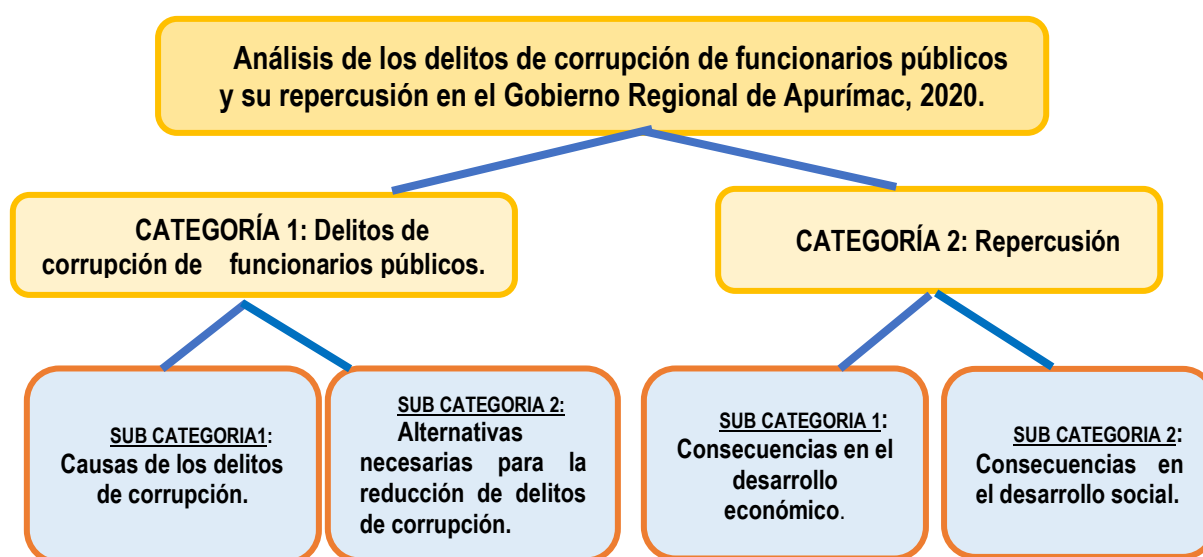 Análisis de los delitos de corrupción de funcionarios públicos
y su repercusión en el Gobierno Regional de Apurímac, 2020.
CATEGORÍA 1: Delitos de
corrupción de funcionarios públicos.
CATEGORÍA 2: Repercusión
SUB CATEGORIA1:
Causas de los delitos
de corrupción.
SUB CATEGORIA 2:
Alternativas
necesarias para la
reducción de delitos
de corrupción.
SUB CATEGORIA 1:
Consecuencias en el
desarrollo
económico.
SUB CATEGORIA 2:
Consecuencias en
el desarrollo social.